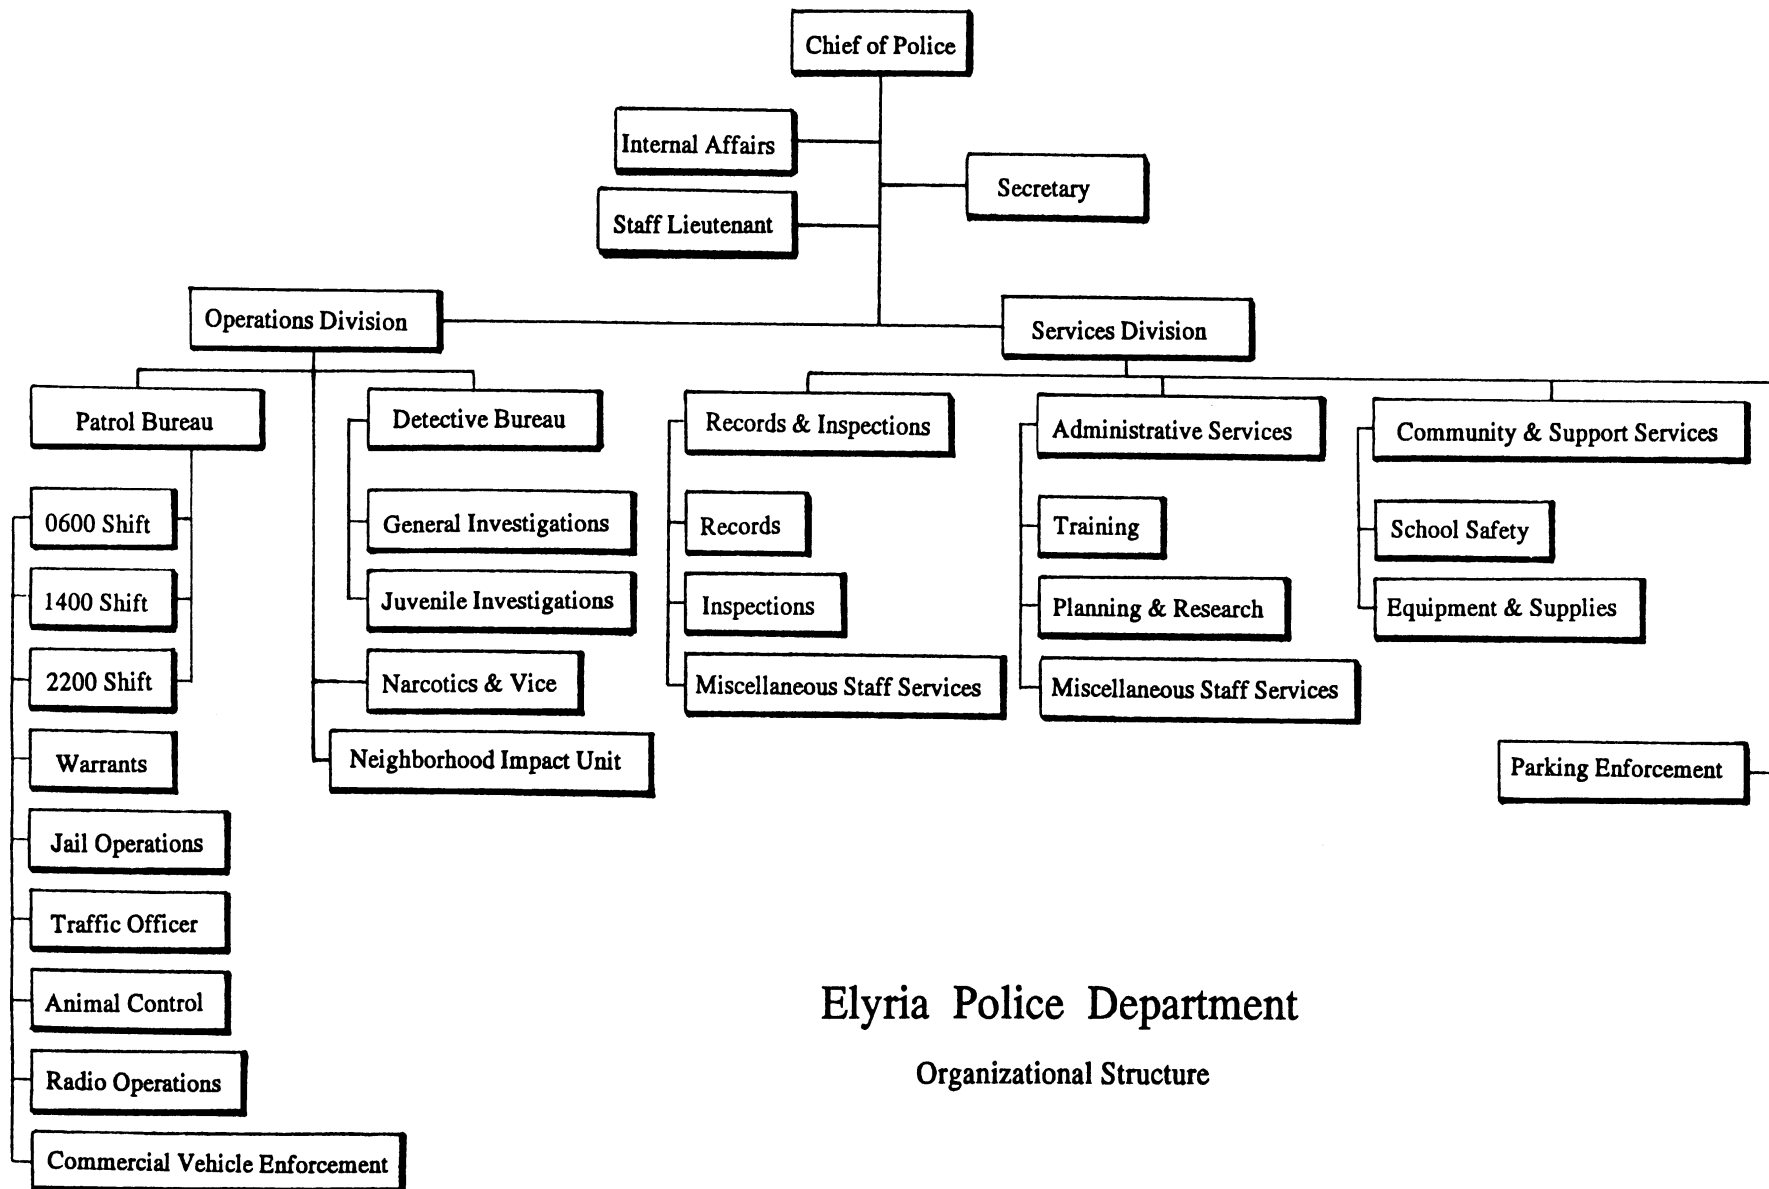 Chief of Police
Internal Affairs
Secretary
Staff Lieutenant
Operations Division
Services Division
Patrol Bureau
Detective Bureau
Records & Inspections
Administrative Services
Community & Support Services
0600 Shift
General Investigations
Records
Training
School Safety
1400 Shift
Juvenile Investigations
Inspections
Planning & Research
Equipment & Supplies
2200 Shift
Narcotics & Vice
Miscellaneous Staff Services
Miscellaneous Staff Services
Warrants
Neighborhood Impact Unit
Parking Enforcement
Jail Operations
Traffic Officer
Animal Control
Radio Operations
Commercial Vehicle Enforcement
Elyria Police Department
Organizational Structure